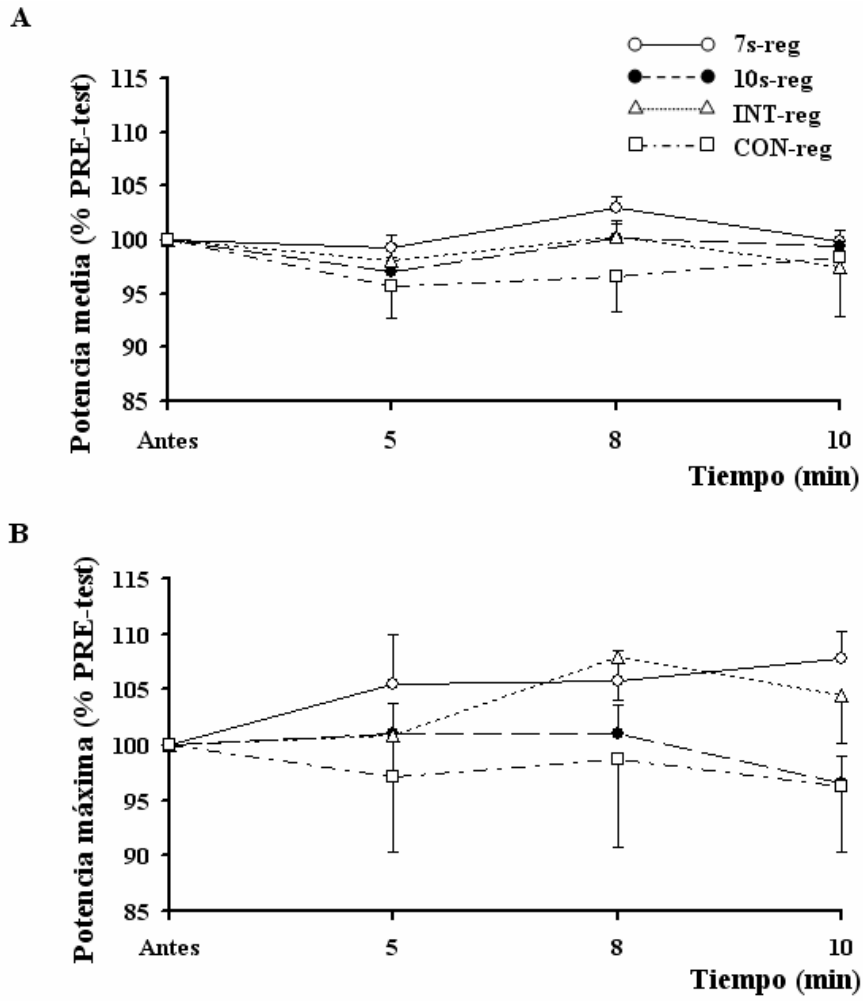 A
7s-reg
10s-reg
INT-reg
CON-reg
Potencia media (% PRE-test)
115
110
105
100
95
90
85
Antes 5 8 10
Tiempo (min)
B
Potencia máxima (% PRE-test)
115
110
105
100
95
90
85
Antes 5 8 10
Tiempo (min)